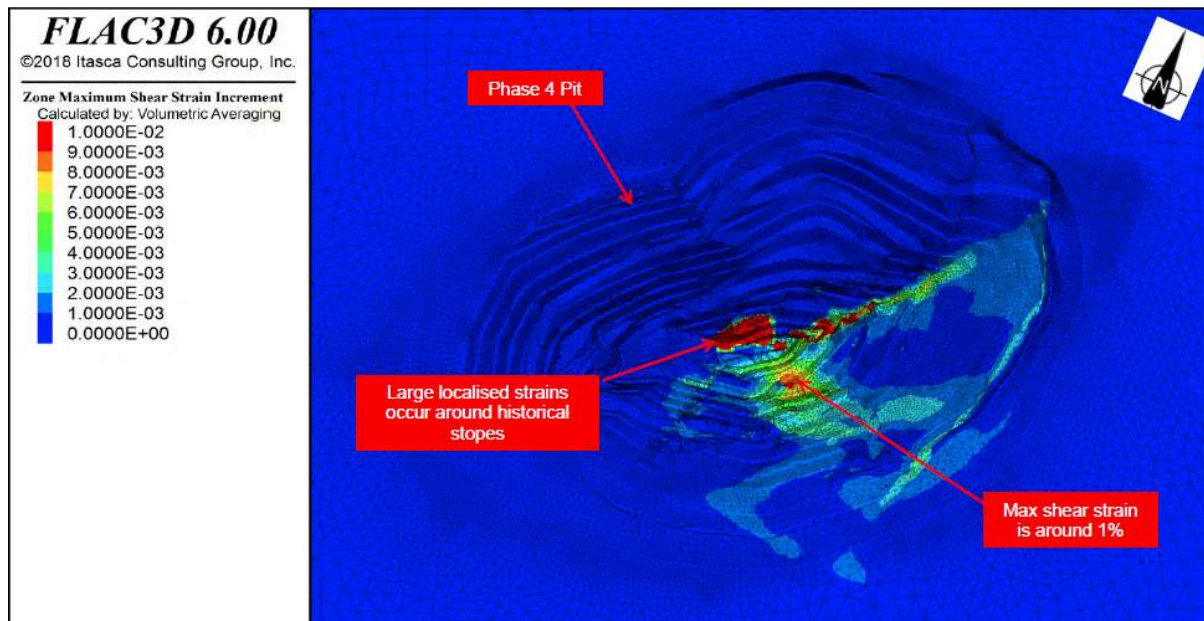 FLAC3D 6.00
©2018 Itasca Consulting Group, Inc.
Zone Maximum Shear Strain Increment
Calculated by: Volumetric Averaging
1.0000E-02
9.0000E-03
8.0000E-03
7.0000E-03
6.0000E-03
5.0000E-03
4.0000E-03
3.0000E-03
2.0000E-03
1.0000E-03
0.0000E+00
Phase 4 Pit
N
Large localised strains
occur around historical
stopes
Max shear strain
is around 1%